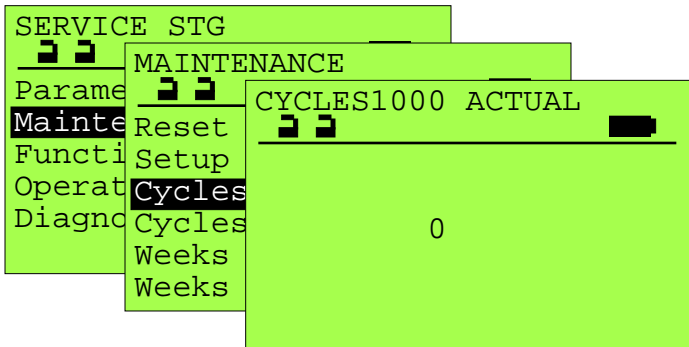 SERVICE STG
Parame
Mainte
Functi
Operat
Diagno
MAINTENANCE
Reset
Setup
Cycles
Cycles
Weeks
Weeks
CYCLES1000 ACTUAL
0